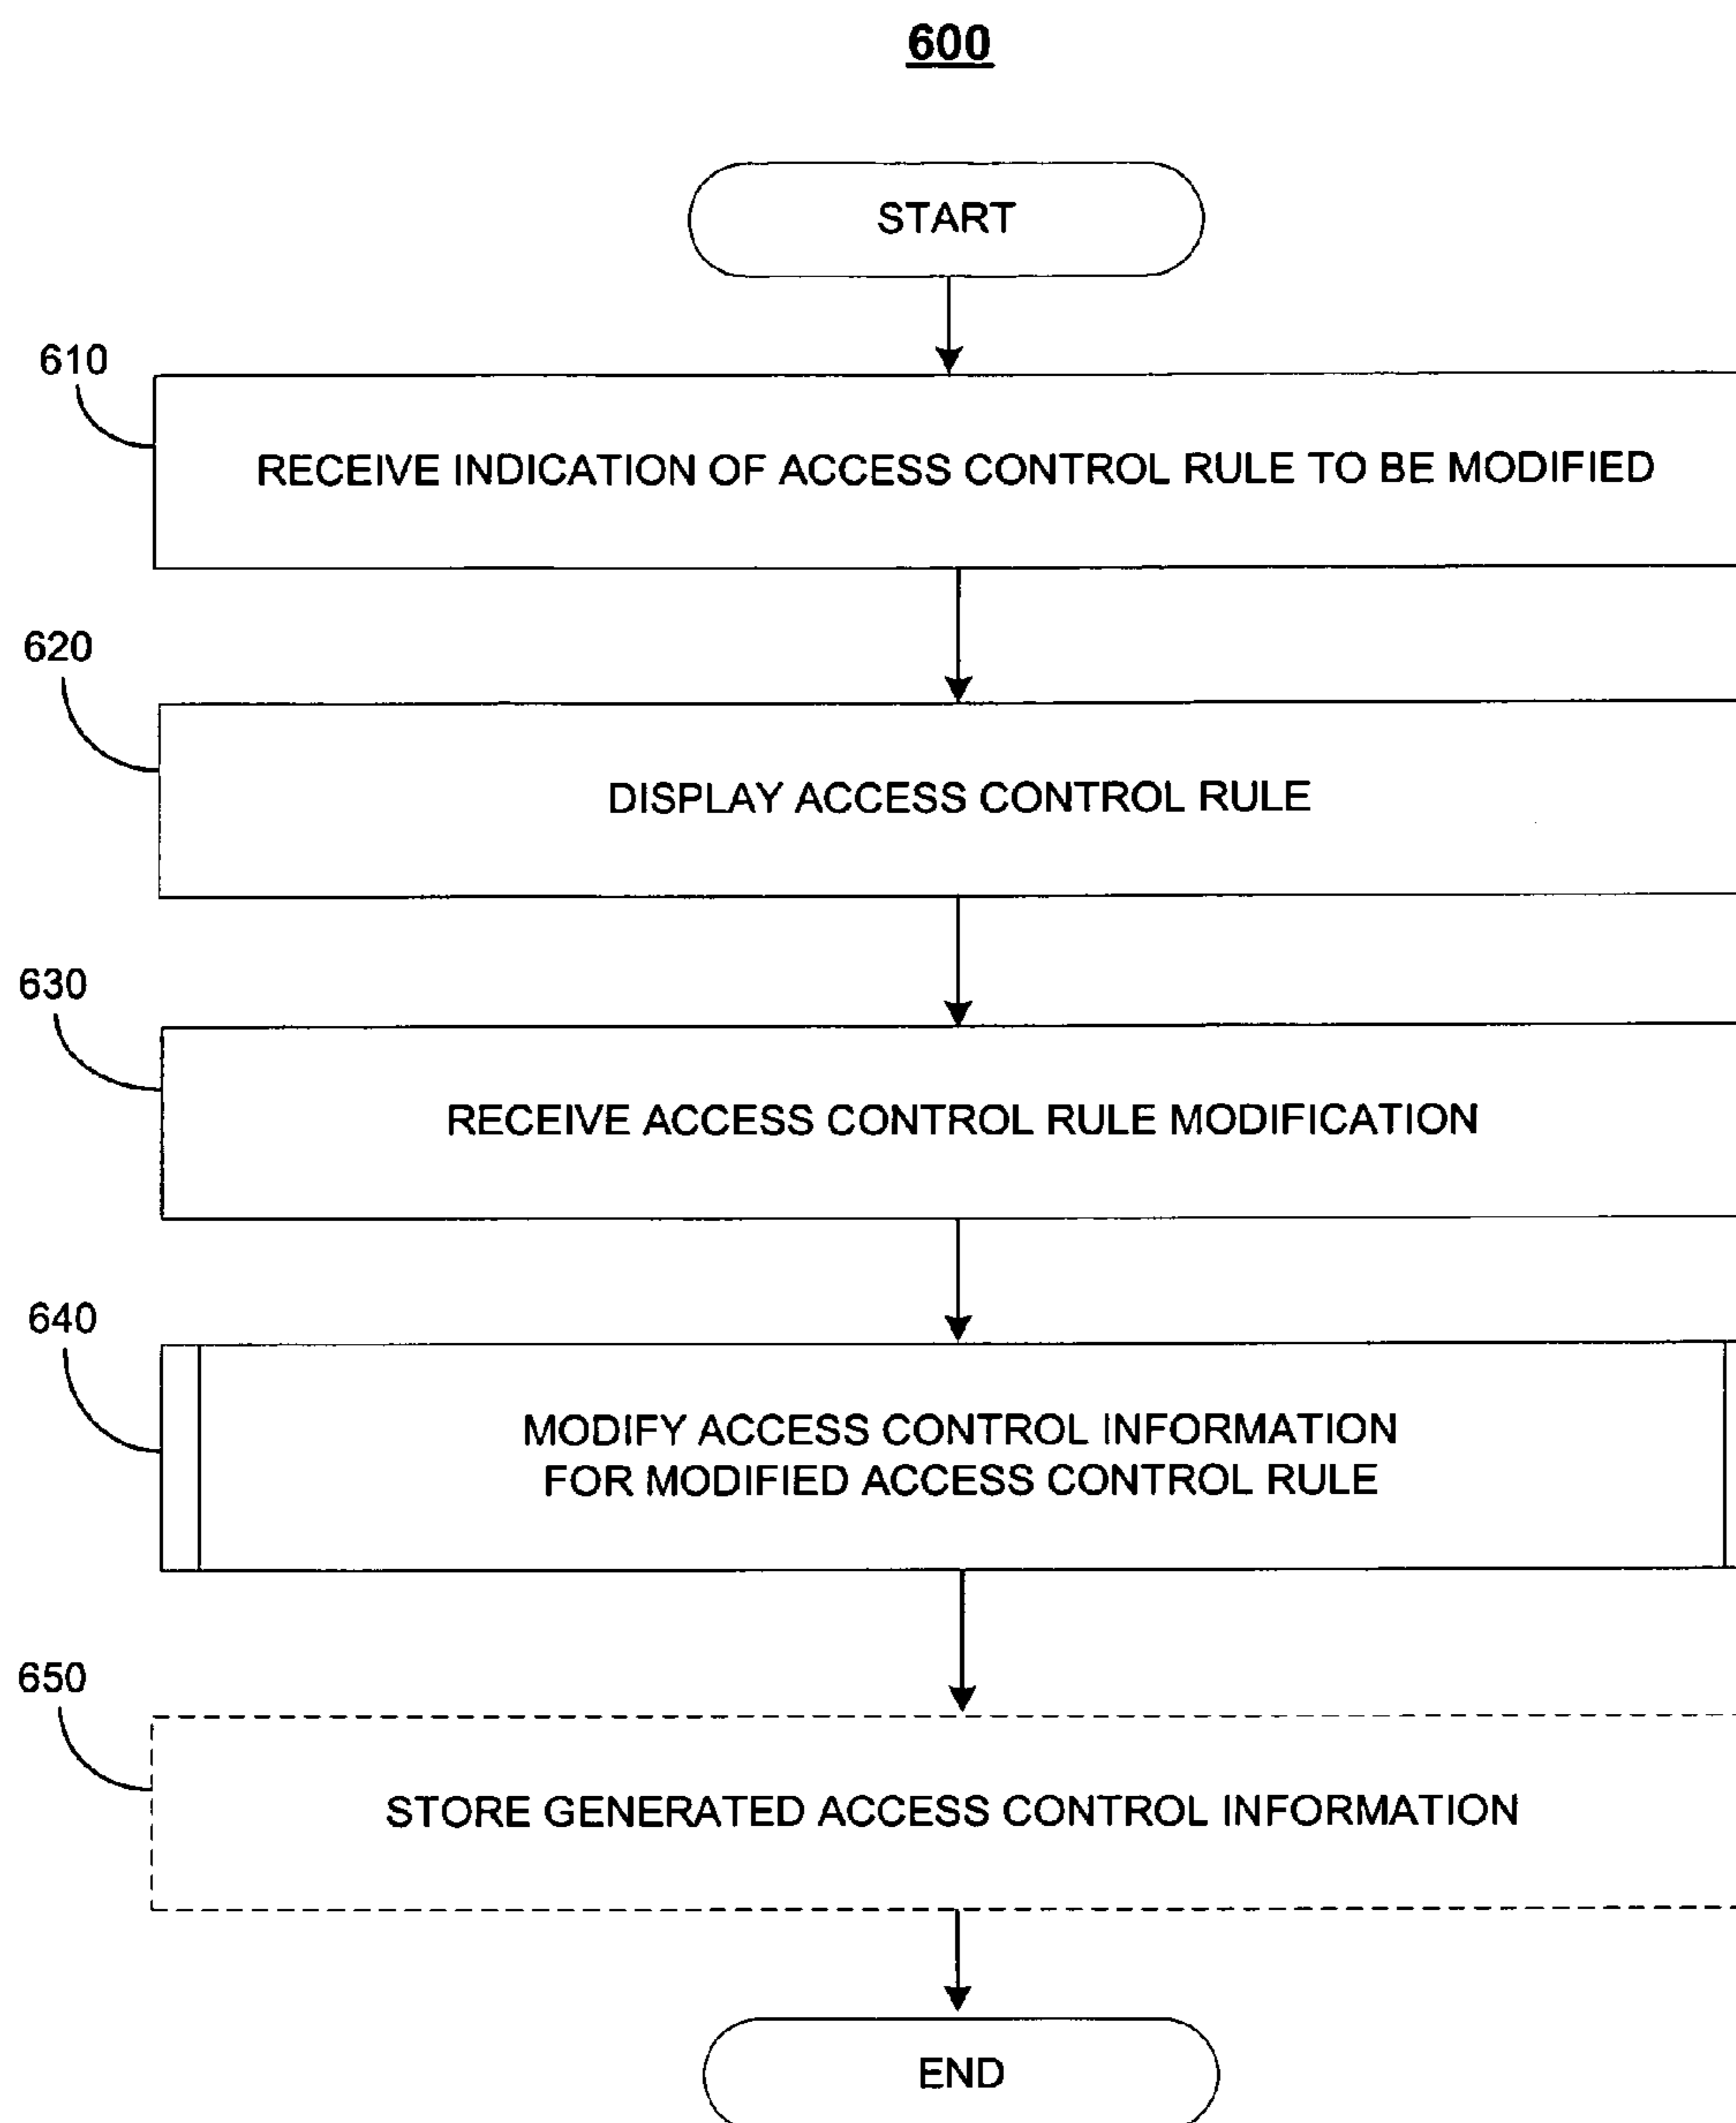 600
START
610
RECEIVE INDICATION OF ACCESS CONTROL RULE TO BE MODIFIED
620
DISPLAY ACCESS CONTROL RULE
630
RECEIVE ACCESS CONTROL RULE MODIFICATION
640
MODIFY ACCESS CONTROL INFORMATION
FOR MODIFIED ACCESS CONTROL RULE
650
STORE GENERATED ACCESS CONTROL INFORMATION
END